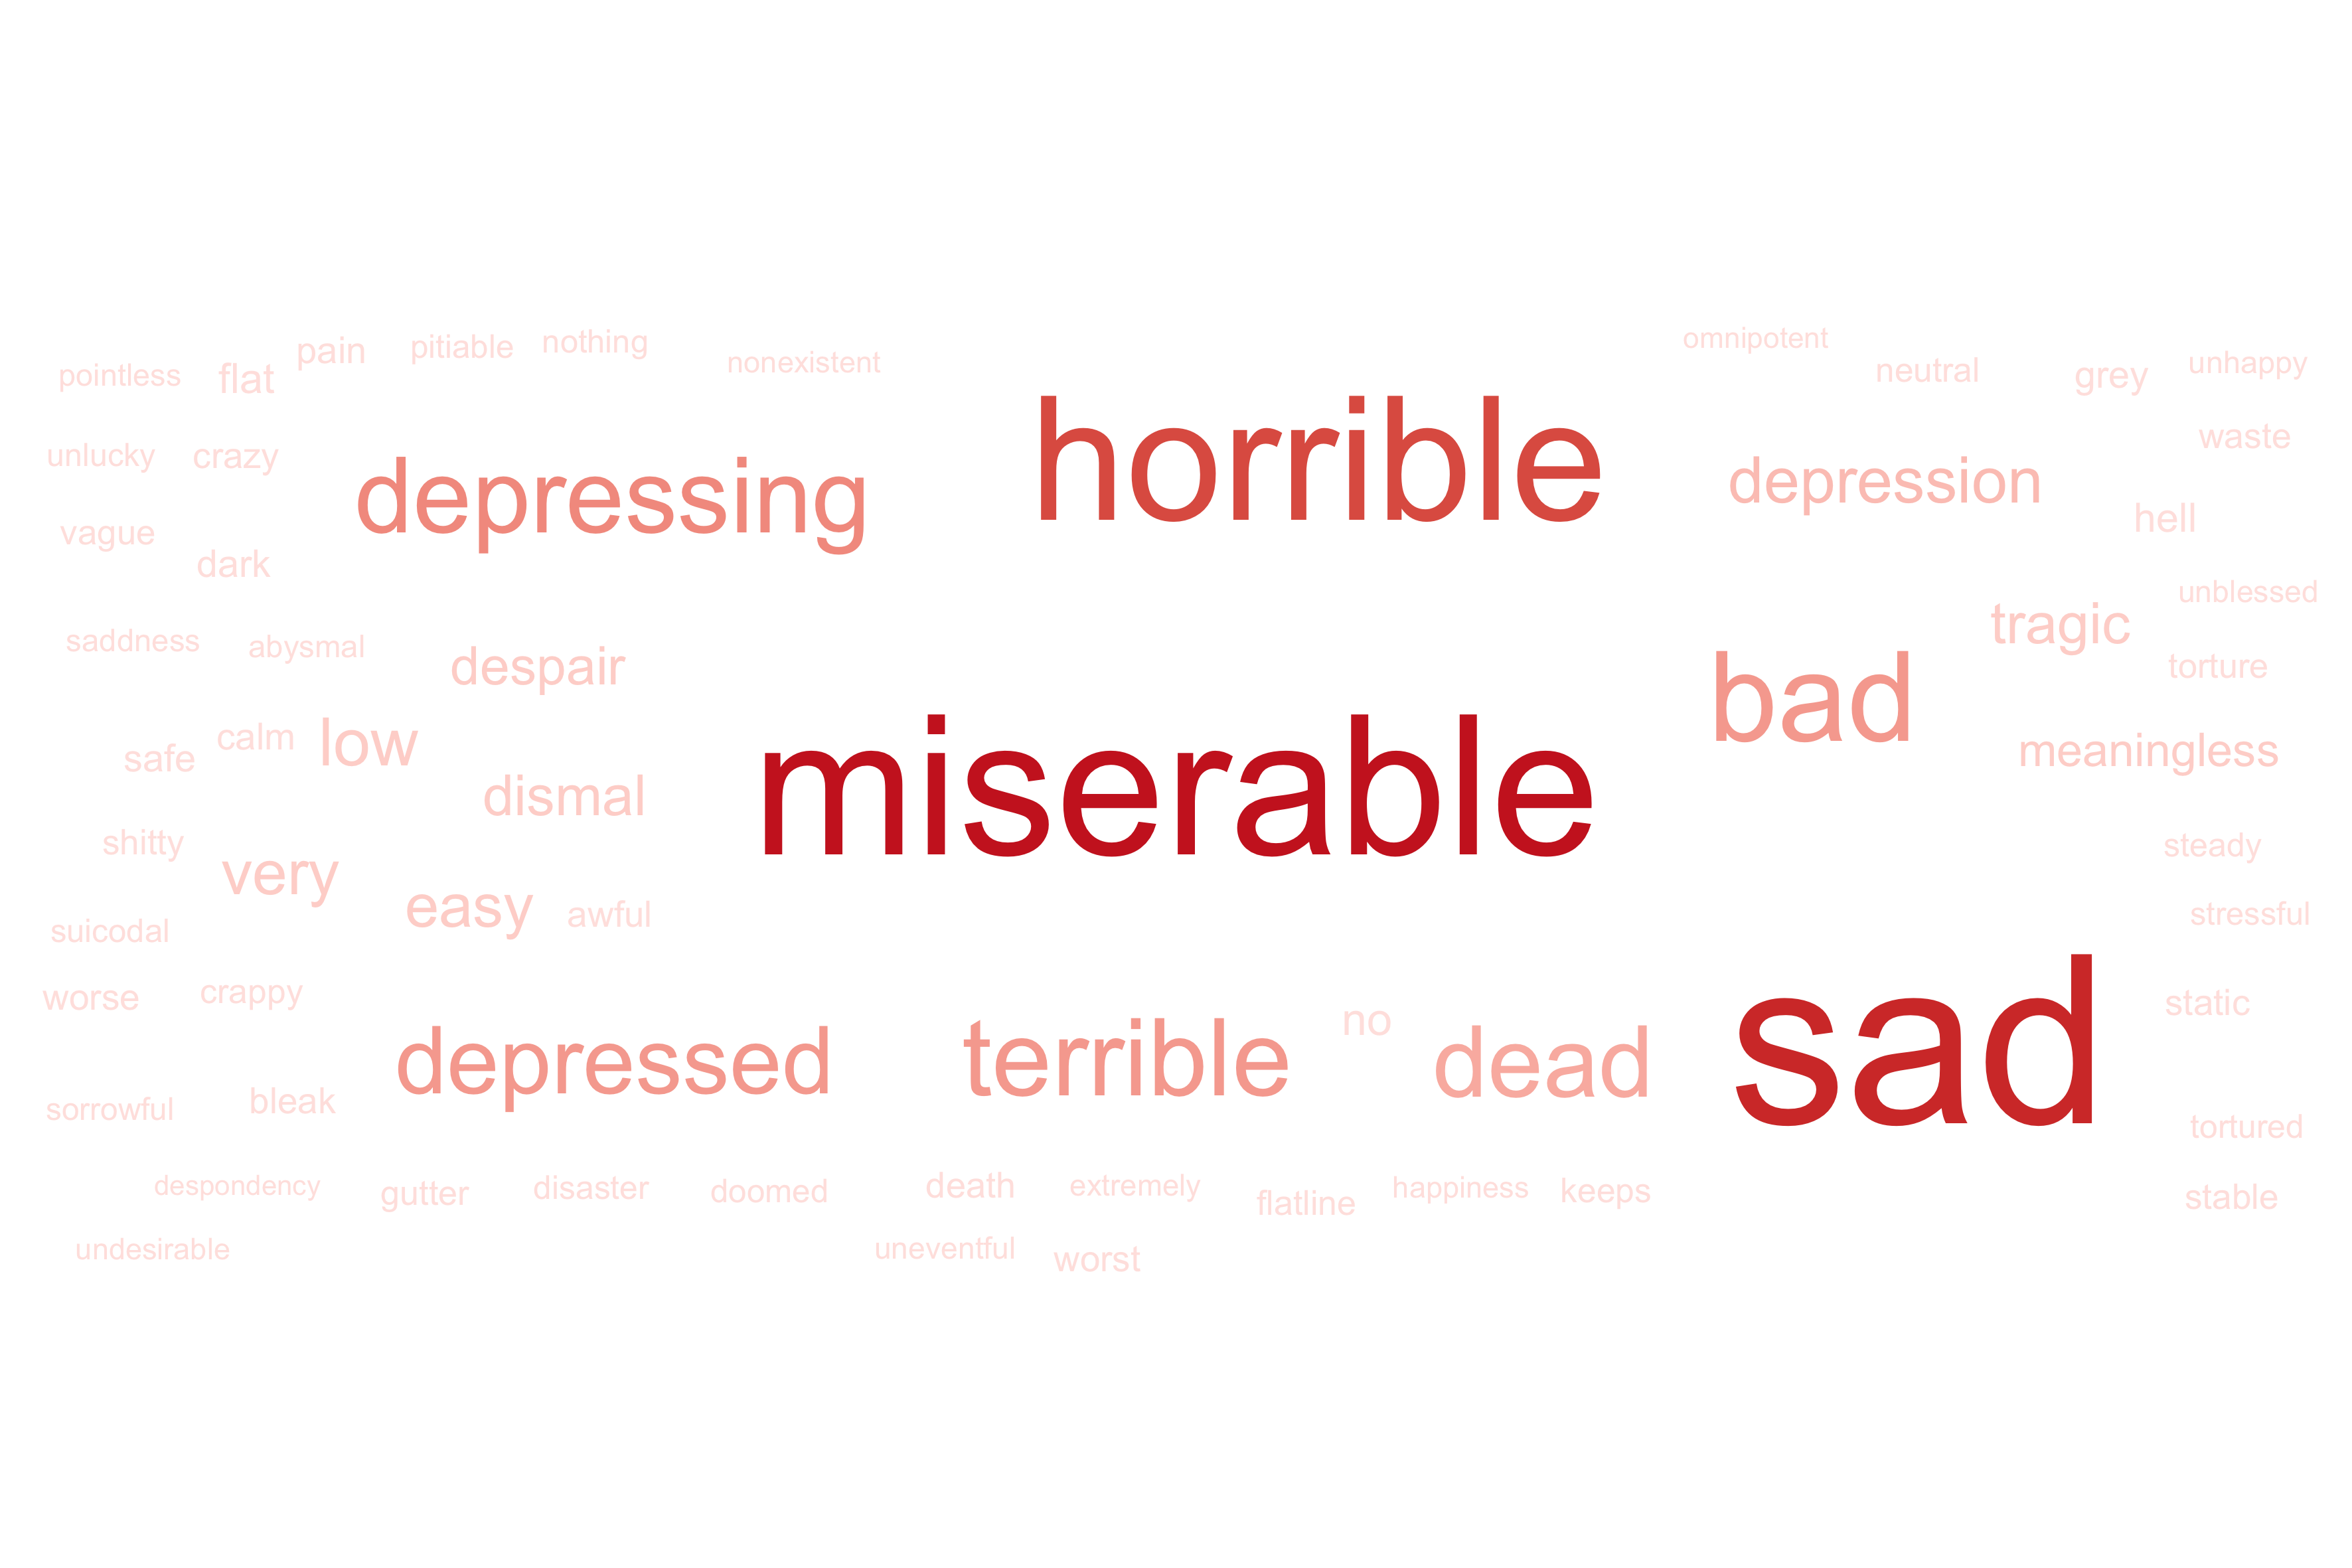 omnipotent
pain pitiable nothing
nonexistent neutral grey unhappy
pointless flat
horrible
waste
unlucky crazy
depressing
depression
hell
vague
dark
unblessed
tragic
saddness abysmal
despair
torture
bad
safe calm low
meaningless
dismal
miserable
shitty
steady
very
easy awful
stressful
suicodal
worse crappy
static
no
depressed terrible dead sad
sorrowful bleak
tortured
despondency gutter disaster doomed death extremely flatline happiness keeps
stable
undesirable uneventful worst